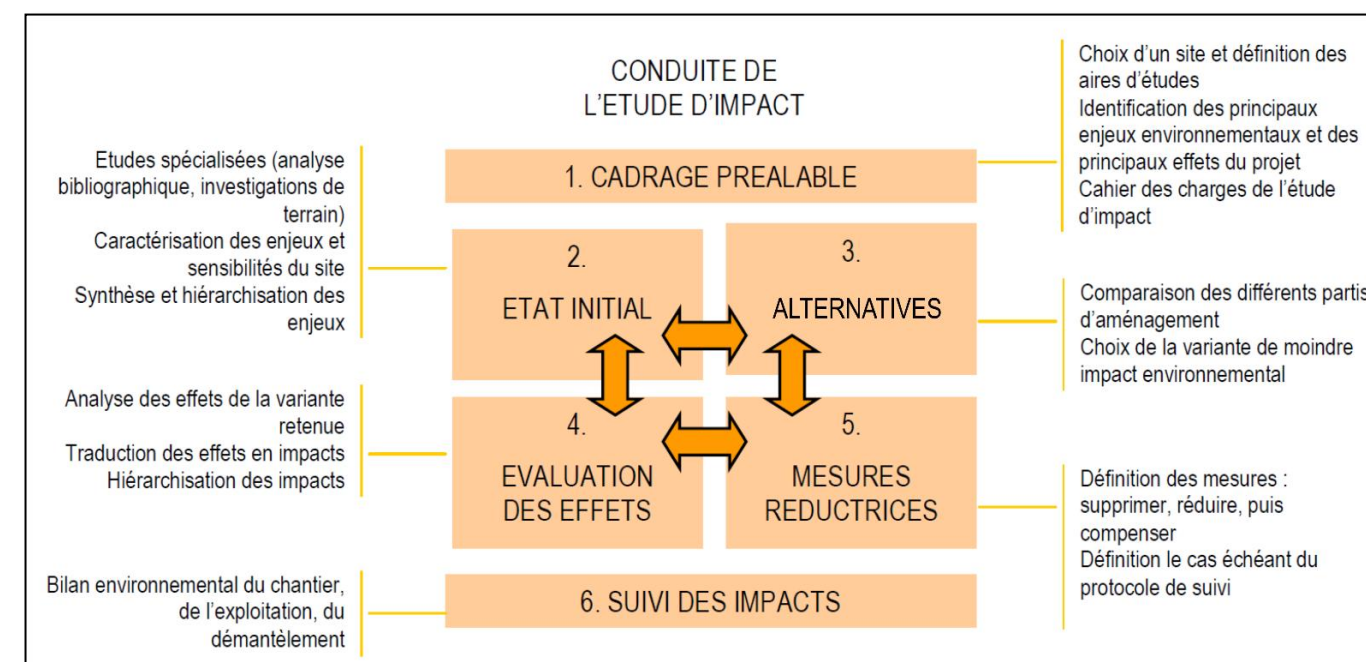 CONDUITE DE
L'ETUDE D'IMPACT
1. CADRAGE PREALABLE
Choix d'un site et définition des
aires d'études
Identification des principaux
enjeux environnementaux et des
principaux effets du projet
Cahier des charges de l'étude
d'impact
Etudes spécialisées (analyse
bibliographique, investigations de
terrain)
Caractérisation des enjeux et
sensibilités du site
Synthèse et hiérarchisation des
enjeux
2.
ETAT INITIAL
3.
ALTERNATIVES
Comparaison des différents partis
d'aménagement
Choix de la variante de moindre
impact environnemental
Analyse des effets de la variante
retenue
Traduction des effets en impacts
Hiérarchisation des impacts
4.
EVALUATION
DES EFFETS
5.
MESURES
REDUCTRICES
Définition des mesures :
supprimer, réduire, puis
compenser
Définition le cas échéant du
protocole de suivi
Bilan environnemental du chantier,
de l'exploitation, du
démantèlement
6. SUIVI DES IMPACTS